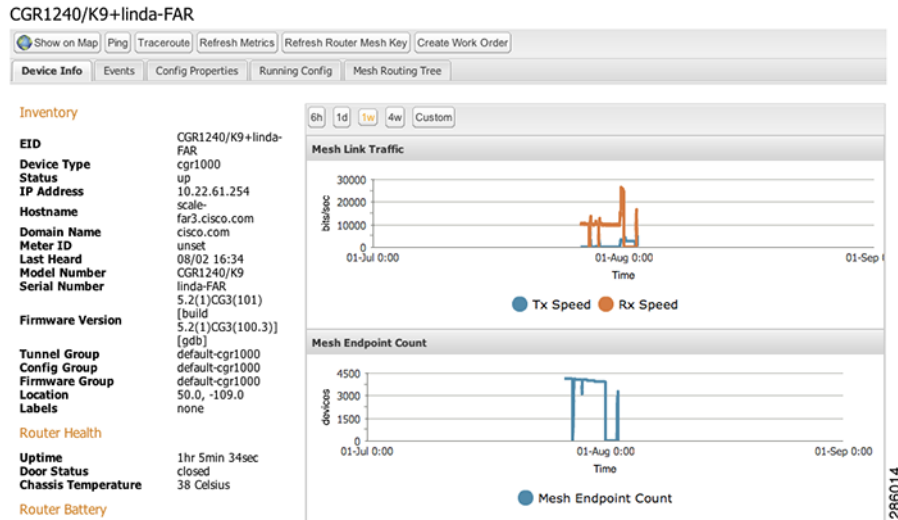 CGR1240/K9+linda-FAR
Show on Map Ping Traceroute Refresh Metrics Refresh Router Mesh Key Create Work Order
Device Info Events Config Properties Running Config Mesh Routing Tree
Inventory
EID CGR1240/K9+linda-
FAR
Device Type cgr1000
Status up
IP Address 10.22.61.254
Hostname scale-
far3.cisco.com
Domain Name cisco.com
Meter ID unset
Last Heard 08/02 16:34
Model Number CGR1240/K9
Serial Number linda-FAR
Firmware Version 5.2(1)CG3(101)
[build
5.2(1)CG3(100.3)]
[gdb]
Tunnel Group default-cgr1000
Config Group default-cgr1000
Firmware Group default-cgr1000
Location 50.0, -109.0
Labels none
Router Health
Uptime 1hr 5min 34sec
Door Status closed
Chassis Temperature 38 Celsius
Router Battery
6h 1d 1w 4w Custom
Mesh Link Traffic
bits/sec
30000
20000
10000
0
01-Jul 0:00 01-Aug 0:00 01-Sep
Time
Tx Speed Rx Speed
Mesh Endpoint Count
devices
4500
3000
1500
0
01-Jul 0:00 01-Aug 0:00 01-Sep 0:00
Time
Mesh Endpoint Count
286014